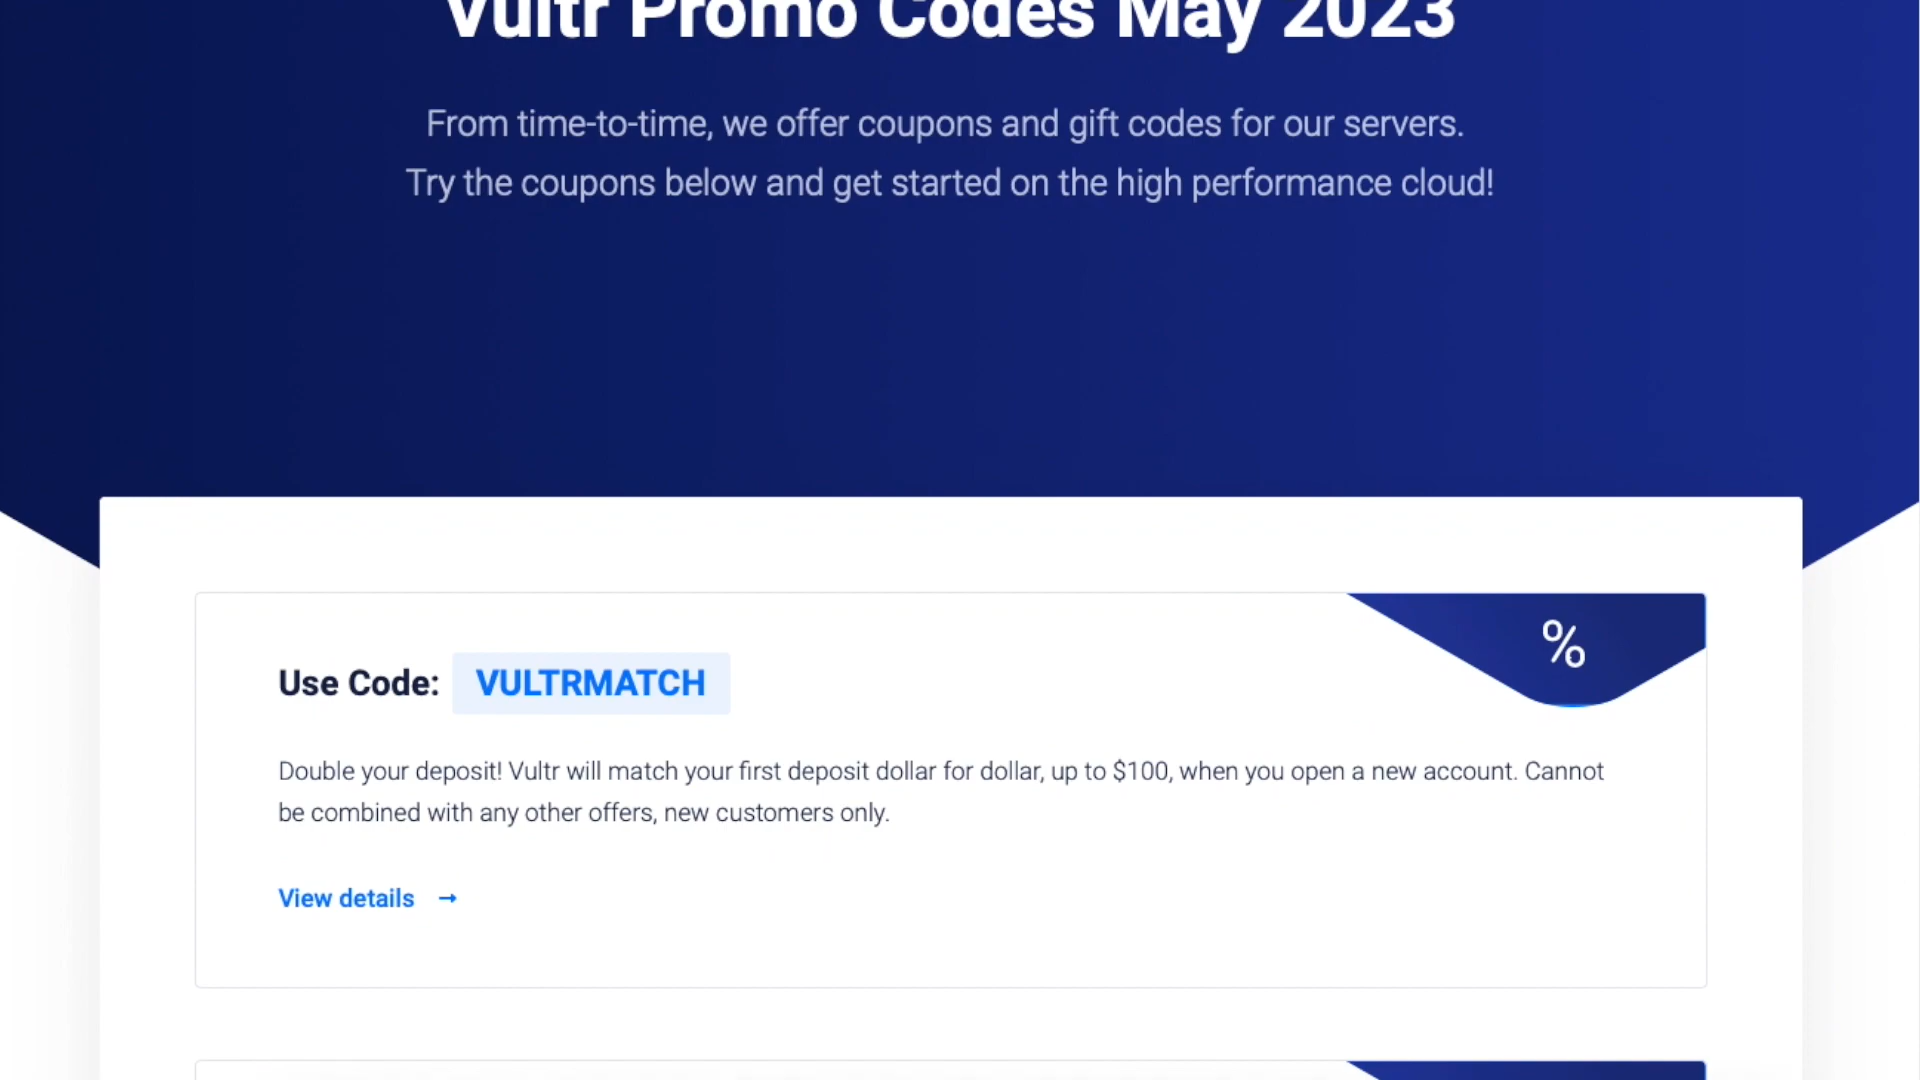 Vultr Promo Codes May 2023
From time-to-time, we offer coupons and gift codes for our servers.
Try the coupons below and get started on the high performance cloud!
%
Use Code: VULTRMATCH
Double your deposit! Vultr will match your first deposit dollar for dollar, up to $100, when you open a new account. Cannot
be combined with any other offers, new customers only.
View details →